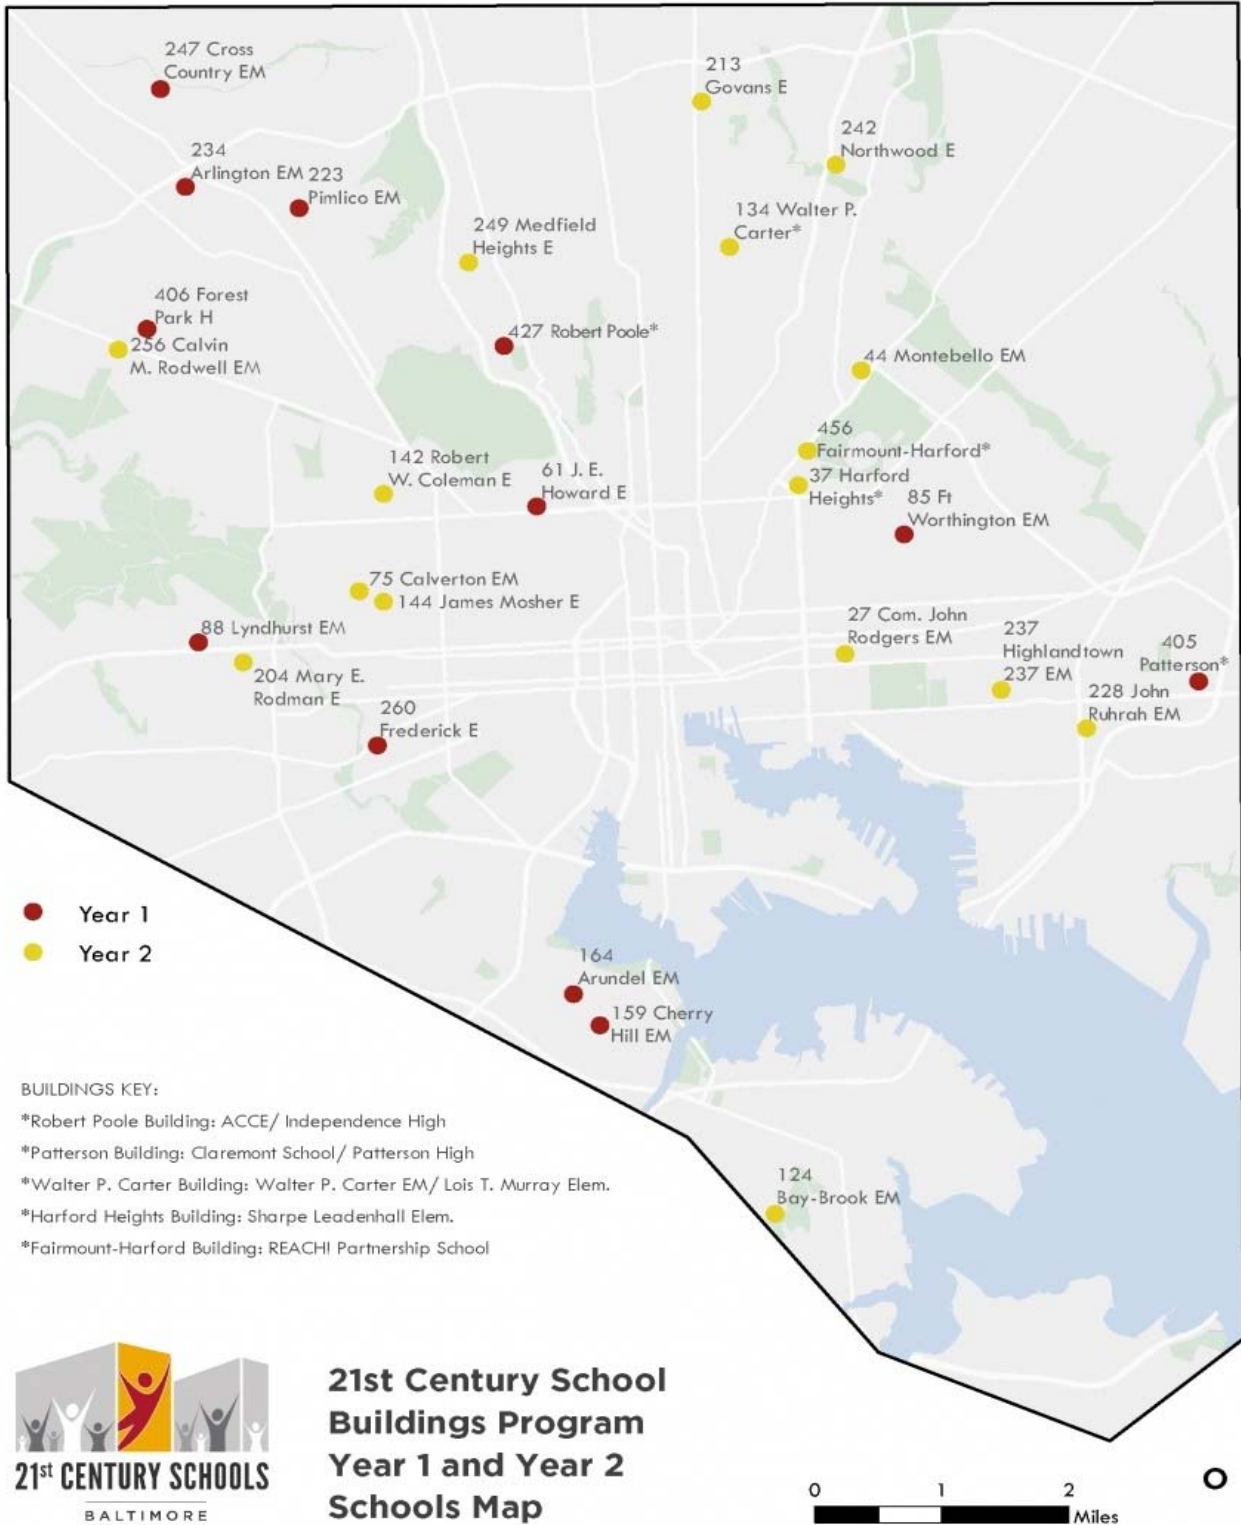 247 Cross
Country EM
213
Govans E
242
Northwood E
234
Arlington EM
223
Pimlico EM
134 Walter P.
Carter*
249 Medfield
Heights E
406 Forest
Park H
256 Calvin
M. Rodwell EM
427 Robert Poole*
44 Montebello EM
456
Fairmount-Harford*
142 Robert
W. Coleman E
61 J. E.
Howard E
37 Harford
Heights*
85 Ft
Worthington EM
75 Calverton EM
144 James Mosher E
27 Com. John
Rodgers EM
237
Highlandtown
237 EM
405
Patterson*
88 Lyndhurst EM
204 Mary E.
Rodman E
228 John
Ruhrah EM
260
Frederick E
Year 1
Year 2
164
Arundel EM
159 Cherry
Hill EM
BUILDINGS KEY:
*Robert Poole Building: ACCE/ Independence High
*Patterson Building: Claremont School/ Patterson High
*Walter P. Carter Building: Walter P. Carter EM/ Lois T. Murray Elem.
*Harford Heights Building: Sharpe Leadenhall Elem.
*Fairmount-Harford Building: REACH! Partnership School
124
Bay-Brook EM
21st CENTURY SCHOOLS
BALTIMORE
21st Century School
Buildings Program
Year 1 and Year 2
Schools Map
0 1 2
Miles